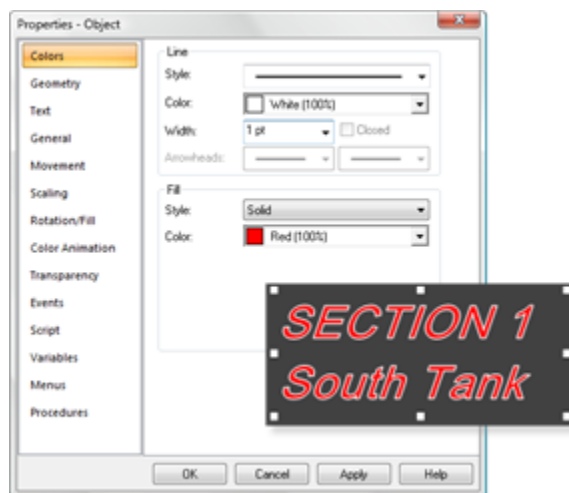 Properties - Object
Colors
Geometry
Text
General
Movement
Scaling
Rotation/Fill
Color Animation
Transparency
Events
Script
Variables
Menus
Procedures
Line
Style:
Color: White (100%)
Width: 1 pt Closed
Arrowheads:
Fill
Style: Solid
Color: Red (100%)
SECTION 1
South Tank
OK Cancel Apply Help